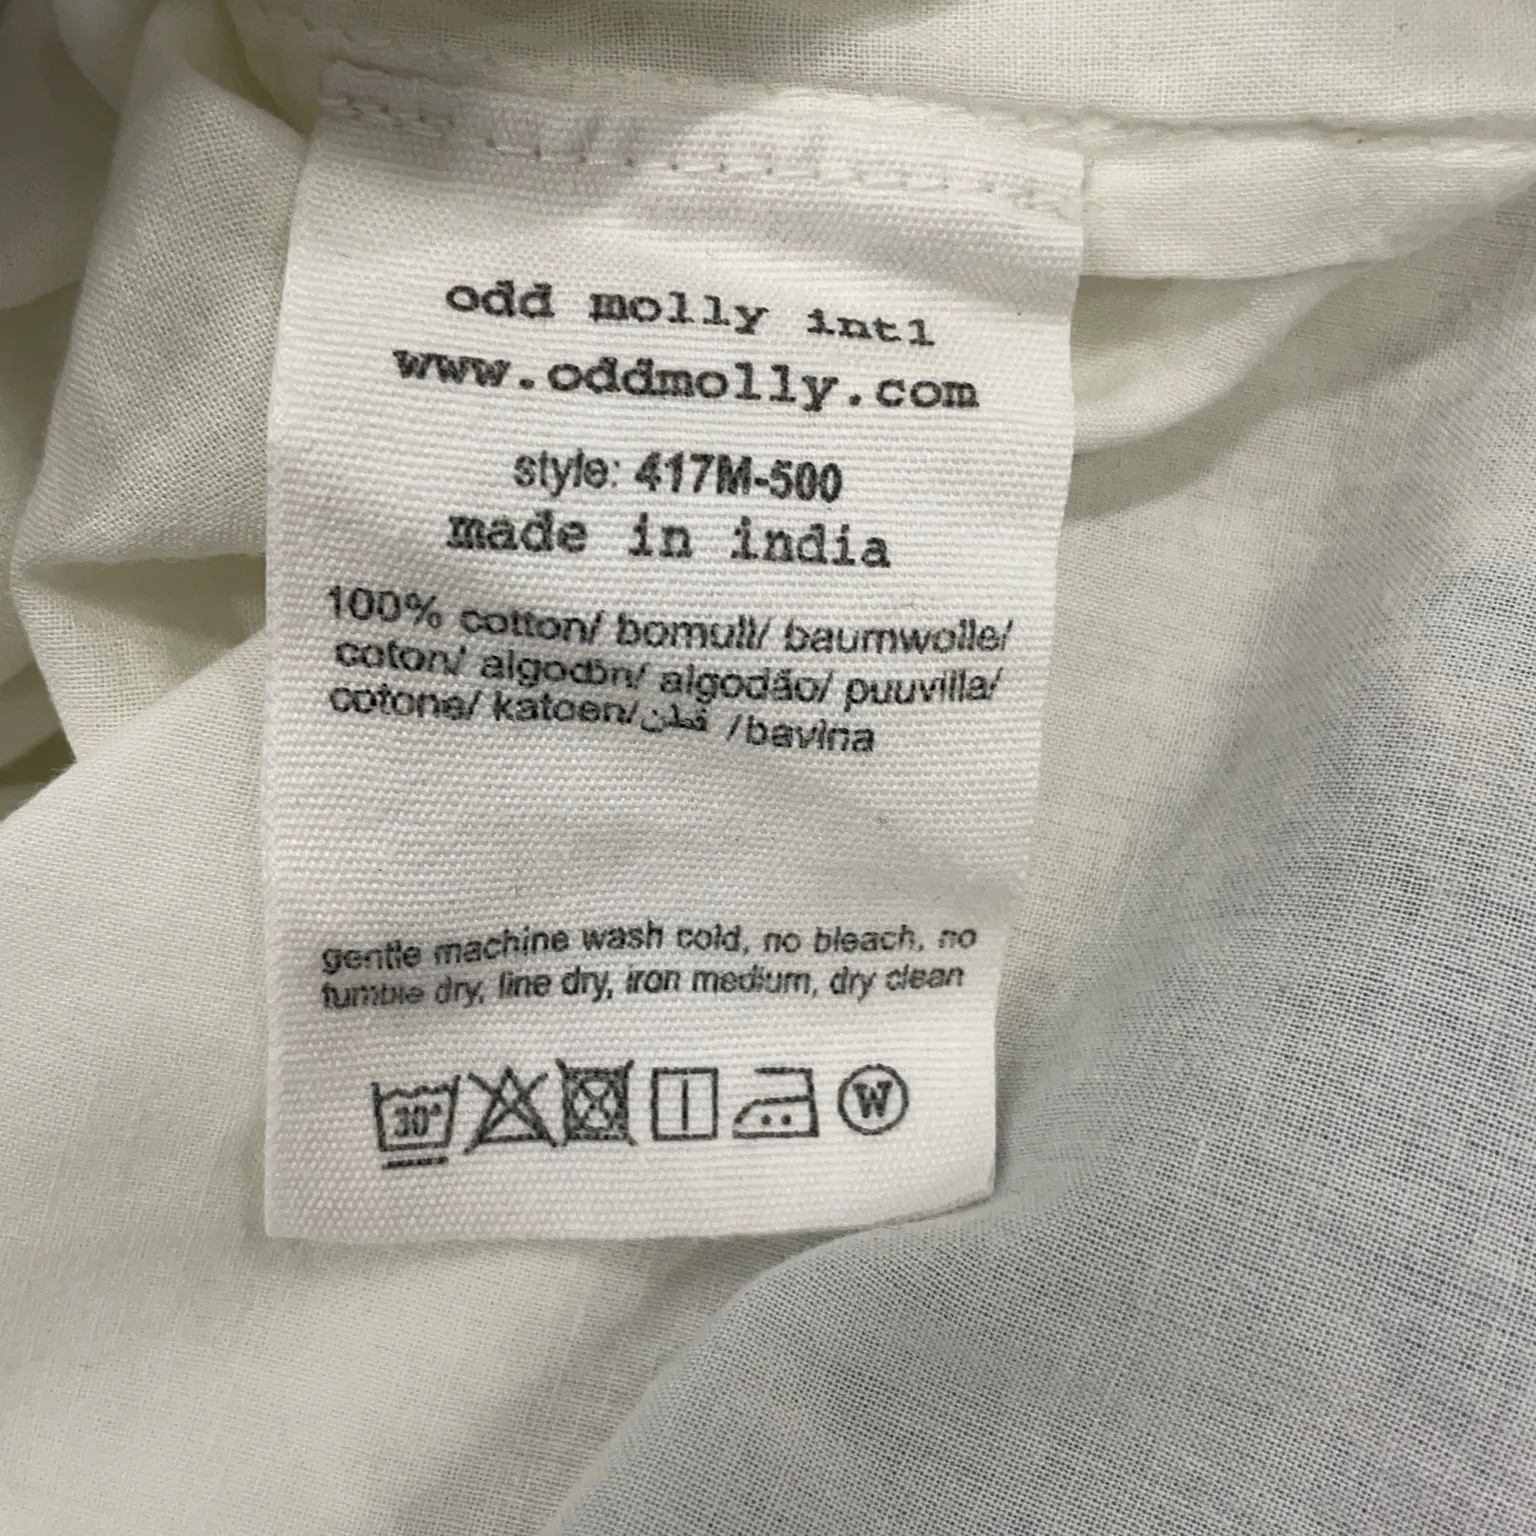 odd molly intl
www.oddmolly.com
style: 417M-500
made in india
100% cotton/ bomull/ baumwolle/
coton/ algodón/ algodão/ puuvilla/
cotone/ katoen/ قطن /bavlna
gentle machine wash cold, no bleach, no
tumble dry, line dry, iron medium, dry clean
30° W